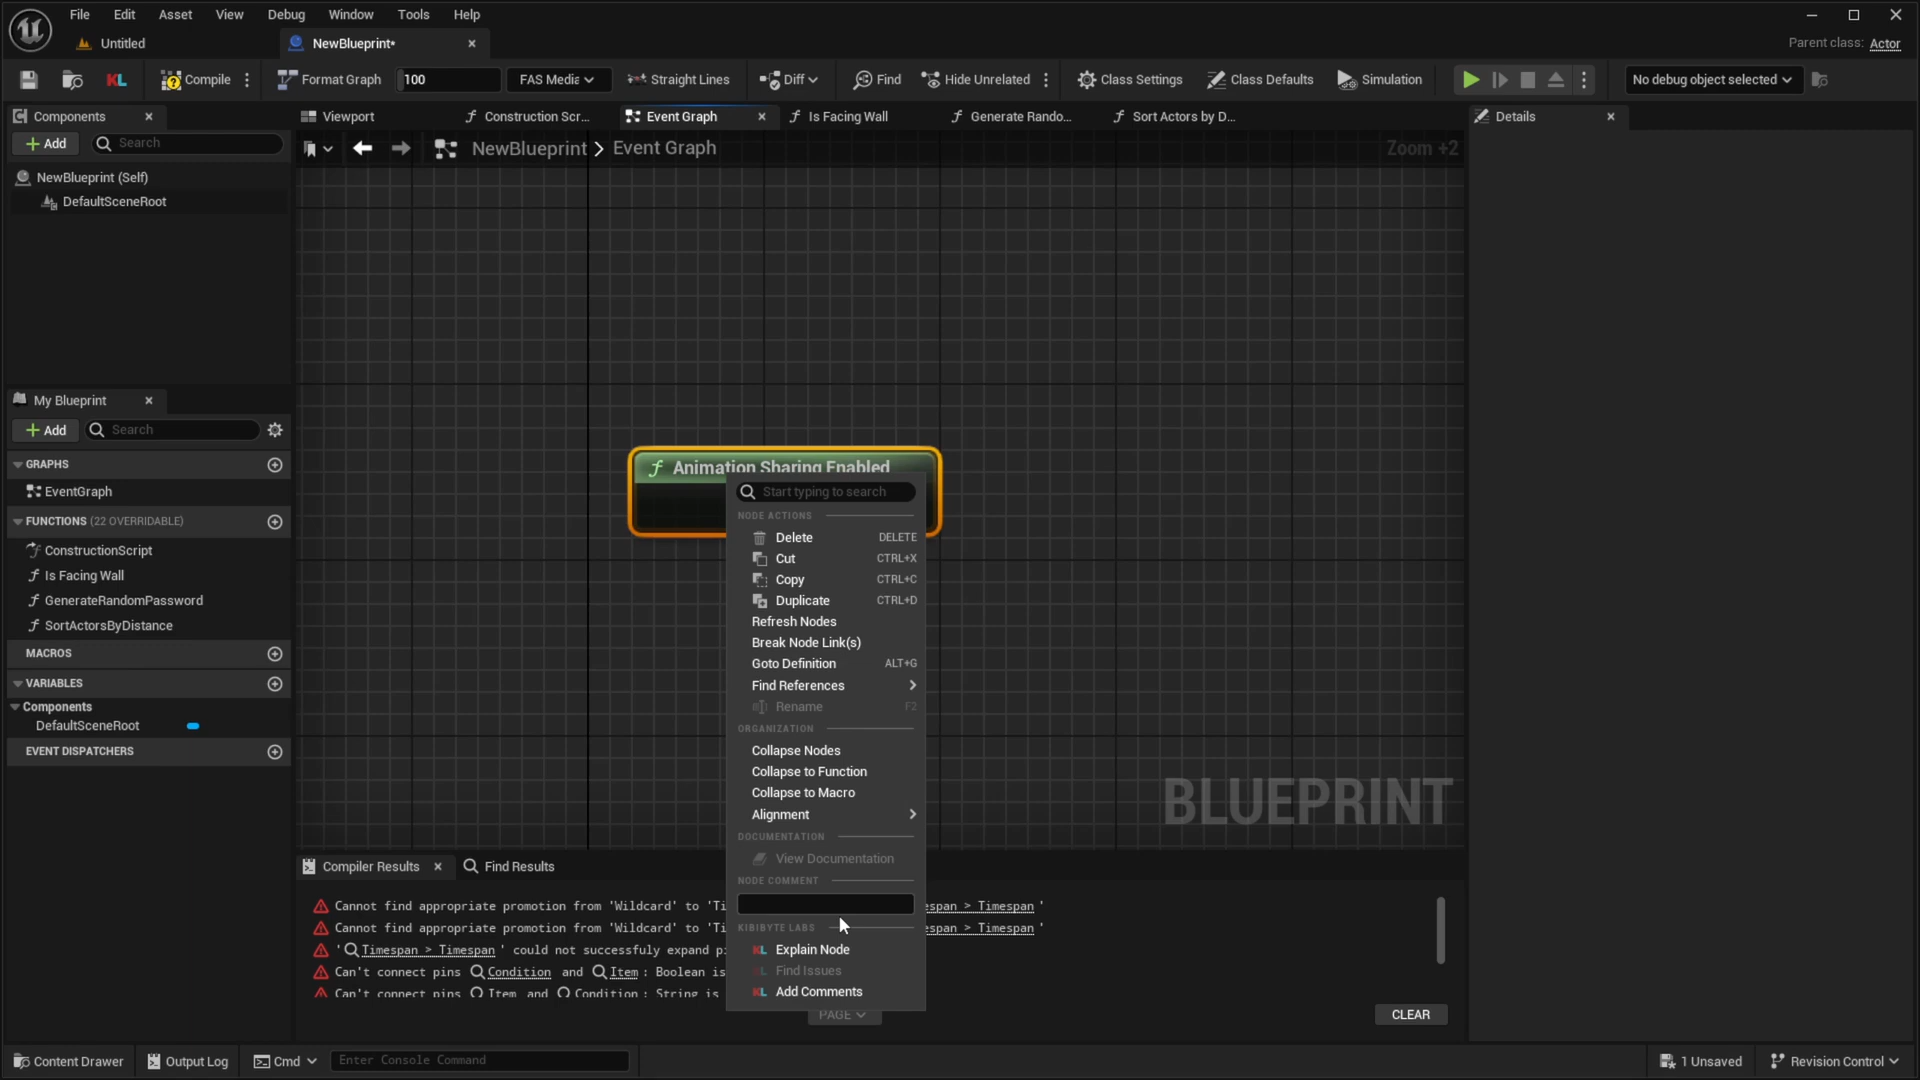 File Edit Asset View Debug Window Tools Help
Untitled
NewBlueprint*
Parent class: Actor
KL Compile Format Graph 100 FAS Media Straight Lines Diff Find Hide Unrelated Class Settings Class Defaults Simulation No debug object selected
Components
Viewport
Construction Scr...
Event Graph
Is Facing Wall
Generate Rando...
Sort Actors by D...
Details
Add
Search
NewBlueprint > Event Graph
Zoom +2
NewBlueprint (Self)
DefaultSceneRoot
My Blueprint
Add
Search
GRAPHS
EventGraph
FUNCTIONS (22 OVERRIDABLE)
ConstructionScript
Is Facing Wall
GenerateRandomPassword
SortActorsByDistance
MACROS
VARIABLES
Components
DefaultSceneRoot
EVENT DISPATCHERS
f Animation Sharing Enabled
Start typing to search
NODE ACTIONS
Delete DELETE
Cut CTRL+X
Copy CTRL+C
Duplicate CTRL+D
Refresh Nodes
Break Node Link(s)
Goto Definition ALT+G
Find References
Rename F2
ORGANIZATION
Collapse Nodes
Collapse to Function
Collapse to Macro
Alignment
DOCUMENTATION
View Documentation
NODE COMMENT
KIBIBYTE LABS
KL Explain Node
KL Find Issues
KL Add Comments
BLUEPRINT
Compiler Results
Find Results
Cannot find appropriate promotion from 'Wildcard' to 'Ti espan > Timespan '
Cannot find appropriate promotion from 'Wildcard' to 'Ti espan > Timespan '
' Timespan > Timespan ' could not successfully expand pi
Can't connect pins Condition and Item : Boolean is
Can't connect pins Item and Condition : String is
PAGE
CLEAR
Content Drawer Output Log Cmd Enter Console Command 1 Unsaved Revision Control